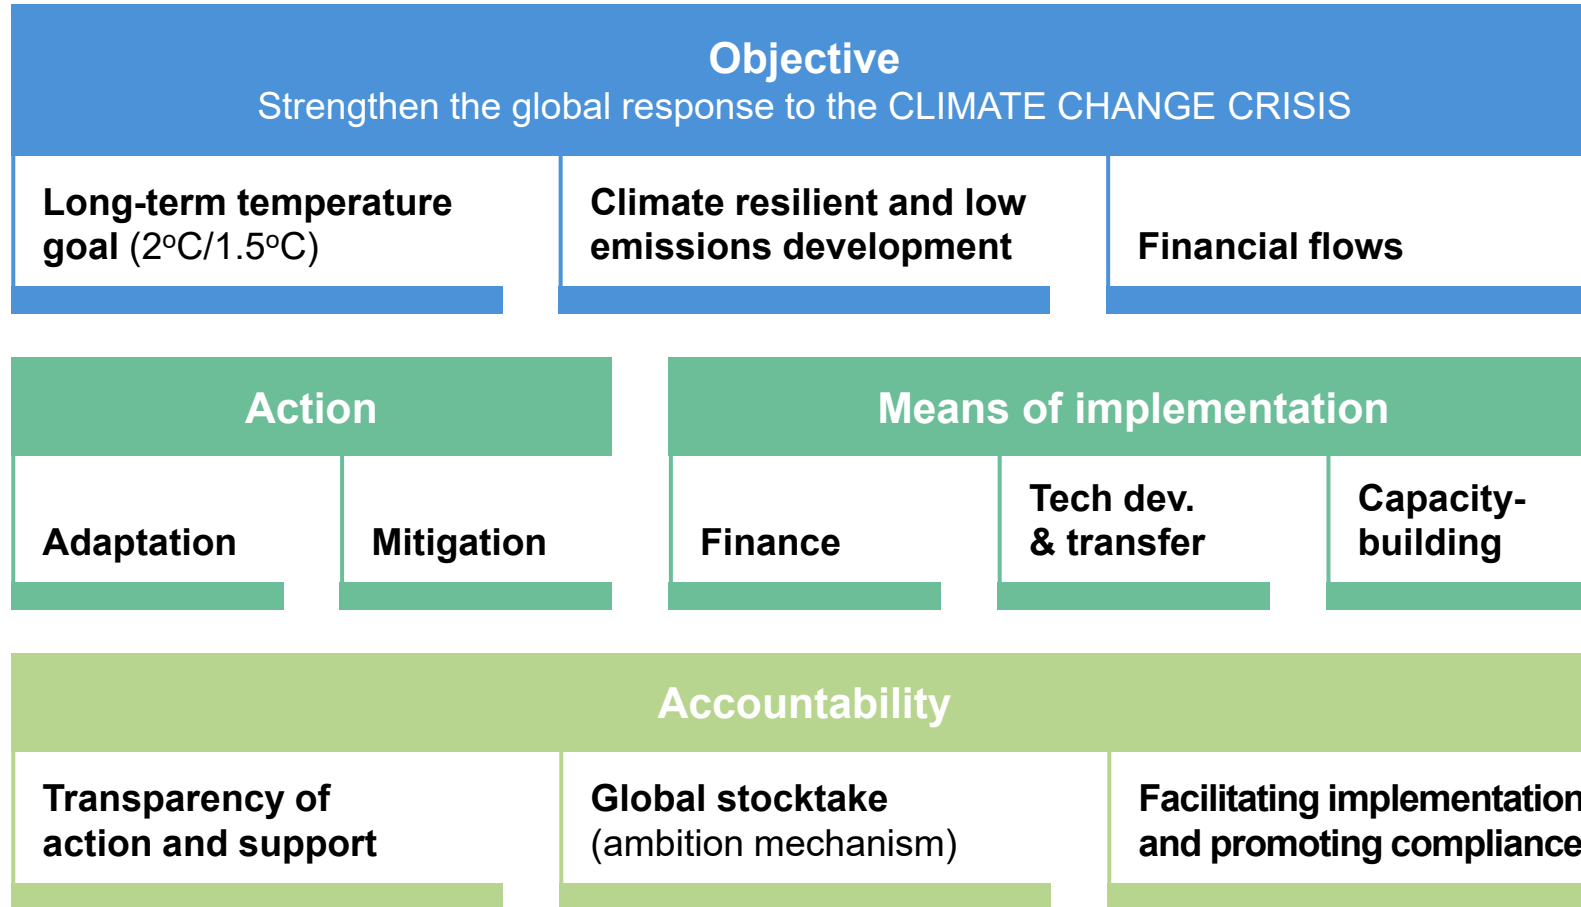 Objective
Strengthen the global response to the CLIMATE CHANGE CRISIS
Long-term temperature
goal (2ºC/1.5ºC)
Climate resilient and low
emissions development
Financial flows
Action
Means of implementation
Adaptation
Mitigation
Finance
Tech dev.
& transfer
Capacity-
building
Accountability
Transparency of
action and support
Global stocktake
(ambition mechanism)
Facilitating implementation
and promoting compliance